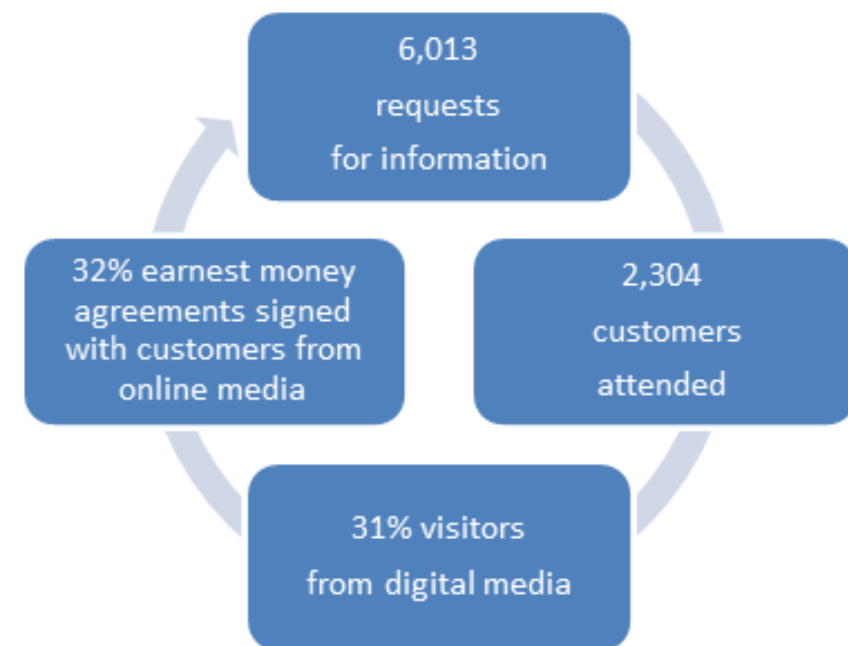 6,013
requests
for information
2,304
customers
attended
31% visitors
from digital media
32% earnest money
agreements signed
with customers from
online media